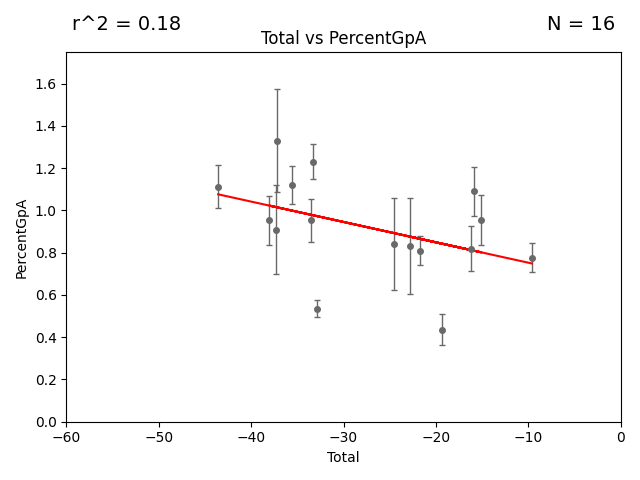 r^2 = 0.18
N = 16
Total vs PercentGpA
1.6
1.4
1.2
1.0
0.8
0.6
0.4
0.2
0.0
PercentGpA
−60 −50 −40 −30 −20 −10 0
Total